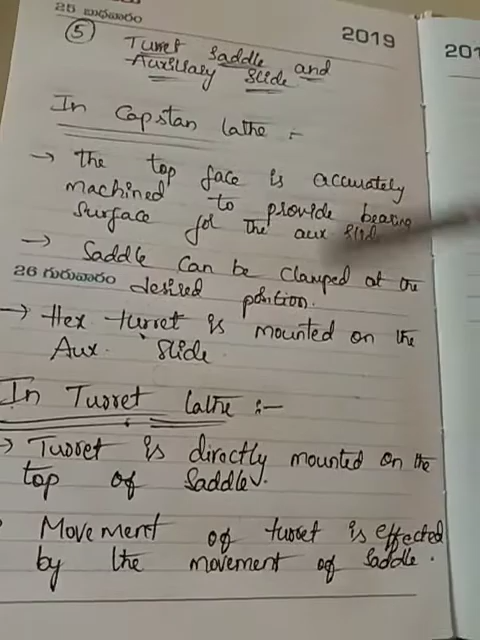 25 బుధవారం
2019
201
5 Turret Saddle and
Auxiliary Slide
In Capstan lathe :-
→ The top face is accurately
machined to provide bearing
surface for the aux slide
→ Saddle can be clamped at the
26 గురువారం desired position.
→ Hex turret is mounted on the
Aux. Slide
In Turret lathe :-
→ Turret is directly mounted on the
top of Saddle.
Movement of turret is effected
by the movement of Saddle.